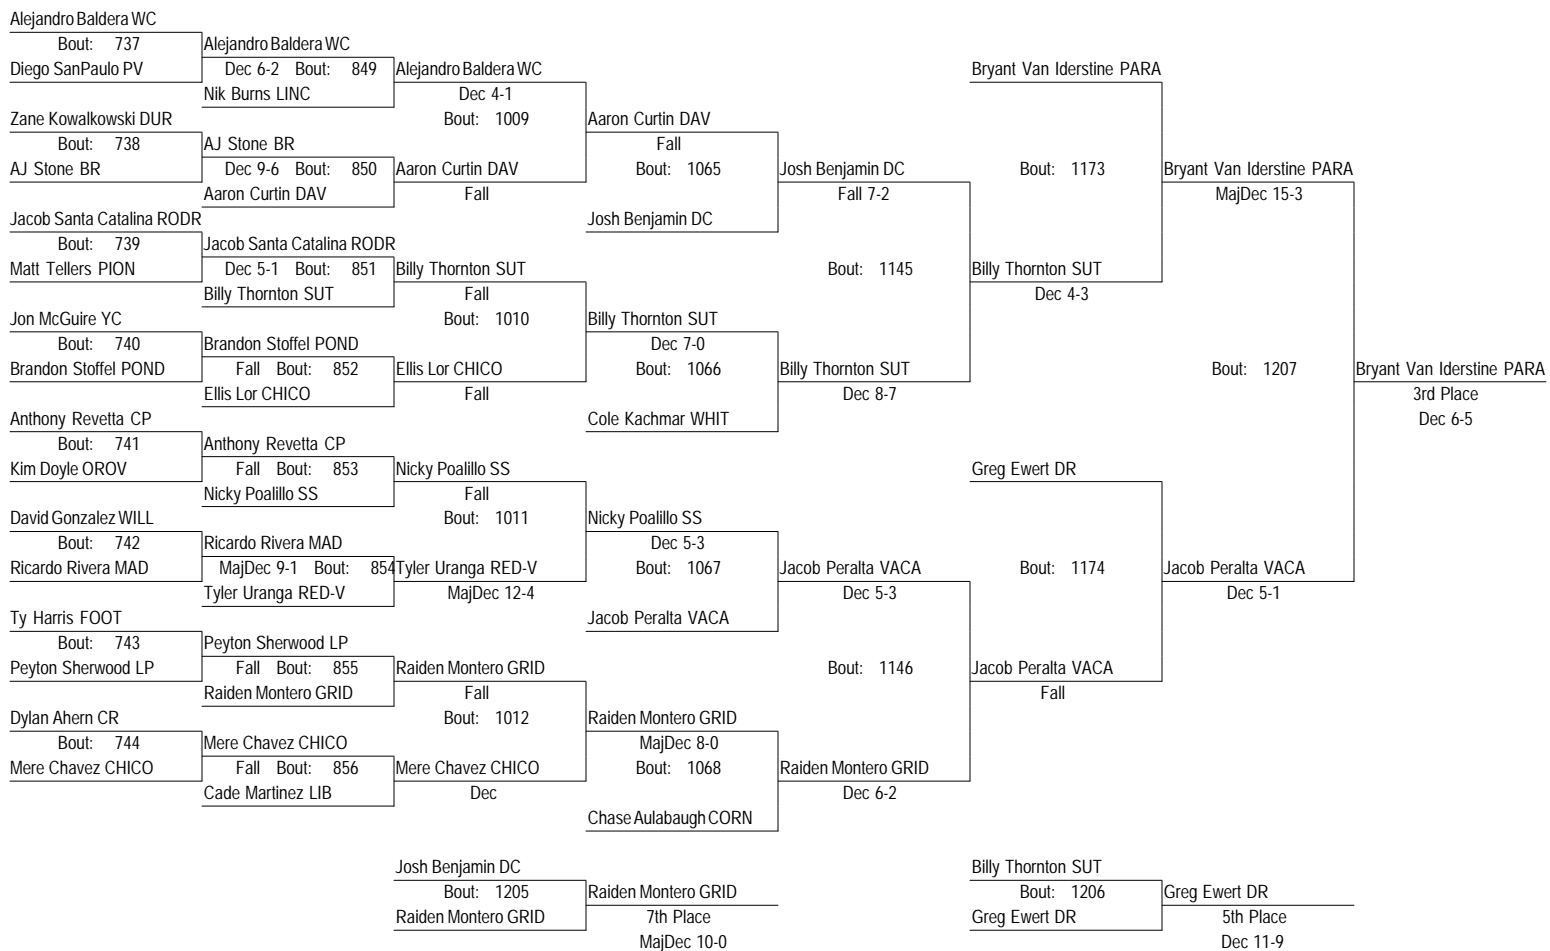 Alejandro Baldera WC
Bout: 737
Diego SanPaulo PV
Zane Kowalkowski DUR
Bout: 738
AJ Stone BR
Jacob Santa Catalina RODR
Bout: 739
Matt Tellers PION
Jon McGuire YC
Bout: 740
Brandon Stoffel POND
Anthony Revetta CP
Bout: 741
Kim Doyle OROV
David Gonzalez WILL
Bout: 742
Ricardo Rivera MAD
Ty Harris FOOT
Bout: 743
Peyton Sherwood LP
Dylan Ahern CR
Bout: 744
Mere Chavez CHICO
Alejandro Baldera WC
Dec 6-2 Bout: 849
Nik Burns LINC
AJ Stone BR
Dec 9-6 Bout: 850
Aaron Curtin DAV
Jacob Santa Catalina RODR
Dec 5-1 Bout: 851
Billy Thornton SUT
Brandon Stoffel POND
Fall Bout: 852
Ellis Lor CHICO
Anthony Revetta CP
Fall Bout: 853
Nicky Poalillo SS
Ricardo Rivera MAD
MajDec 9-1 Bout: 854
Tyler Uranga RED-V
Peyton Sherwood LP
Fall Bout: 855
Raiden Montero GRID
Mere Chavez CHICO
Fall Bout: 856
Cade Martinez LIB
Alejandro Baldera WC
Dec 4-1
Bout: 1009
Aaron Curtin DAV
Fall
Billy Thornton SUT
Fall
Bout: 1010
Ellis Lor CHICO
Fall
Nicky Poalillo SS
Fall
Bout: 1011
Tyler Uranga RED-V
MajDec 12-4
Raiden Montero GRID
Fall
Bout: 1012
Mere Chavez CHICO
Dec
Aaron Curtin DAV
Fall
Bout: 1065
Josh Benjamin DC
Billy Thornton SUT
Dec 7-0
Bout: 1066
Cole Kachmar WHIT
Nicky Poalillo SS
Dec 5-3
Bout: 1067
Jacob Peralta VACA
Raiden Montero GRID
MajDec 8-0
Bout: 1068
Chase Aulabaugh CORN
Josh Benjamin DC
Fall 7-2
Bout: 1145
Billy Thornton SUT
Dec 8-7
Jacob Peralta VACA
Dec 5-3
Bout: 1146
Raiden Montero GRID
Dec 6-2
Bryant Van Iderstine PARA
Bout: 1173
Billy Thornton SUT
Dec 4-3
Greg Ewert DR
Bout: 1174
Jacob Peralta VACA
Fall
Bryant Van Iderstine PARA
MajDec 15-3
Bout: 1207
Jacob Peralta VACA
Dec 5-1
Bryant Van Iderstine PARA
3rd Place
Dec 6-5
Josh Benjamin DC
Bout: 1205
Raiden Montero GRID
Raiden Montero GRID
7th Place
MajDec 10-0
Billy Thornton SUT
Bout: 1206
Greg Ewert DR
Greg Ewert DR
5th Place
Dec 11-9